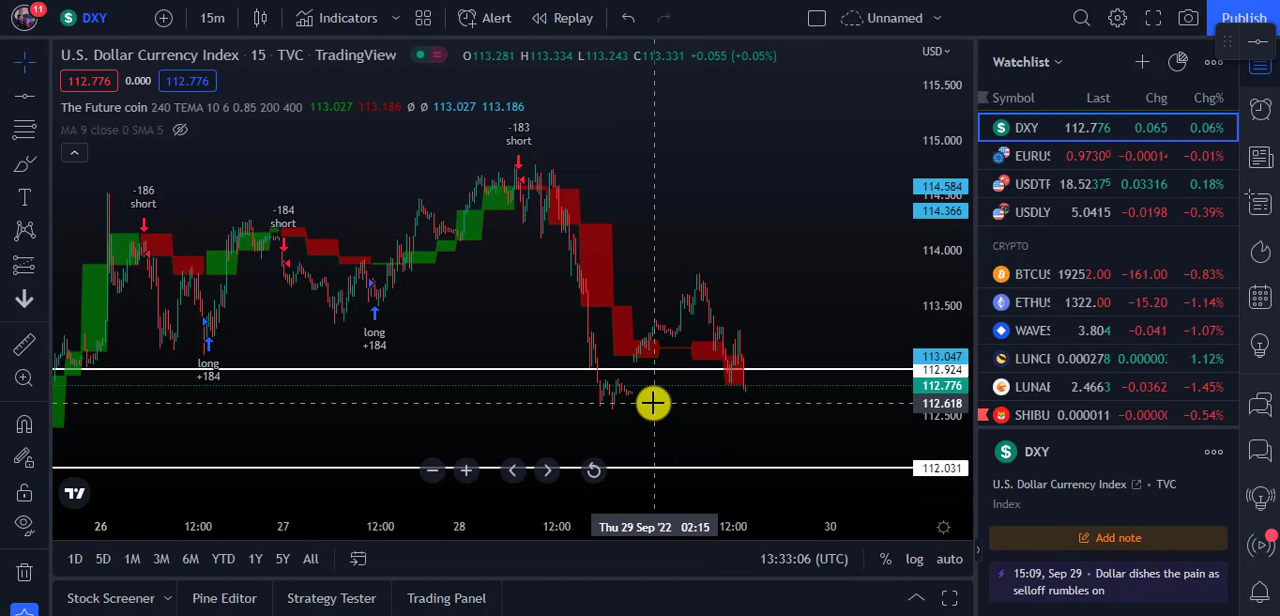 11
DXY
15m
Indicators
Alert
Replay
Unnamed
Publish
U.S. Dollar Currency Index · 15 · TVC · TradingView
O113.281 H113.334 L113.243 C113.331 +0.055 (+0.05%)
USD
112.776 0.000 112.776
The Future coin 240 TEMA 10 6 0.85 200 400 113.027 113.186 Ø Ø 113.027 113.186
MA 9 close 0 SMA 5
-186
short
-184
short
-183
short
long
+184
long
+184
115.500
115.000
114.584
114.366
114.000
113.500
113.047
112.924
112.776
112.618
112.500
112.031
26
12:00
27
12:00
28
12:00
Thu 29 Sep '22 02:15
12:00
30
1D 5D 1M 3M 6M YTD 1Y 5Y All
13:33:06 (UTC)
% log auto
Stock Screener
Pine Editor
Strategy Tester
Trading Panel
Watchlist
Symbol Last Chg Chg%
DXY 112.776 0.065 0.06%
EURUS 0.97300 -0.00014 -0.01%
USDTF 18.52375 0.03316 0.18%
USDLY 5.0415 -0.0198 -0.39%
CRYPTO
BTCUS 19252.00 -161.00 -0.83%
ETHUS 1322.00 -15.20 -1.14%
WAVES 3.804 -0.041 -1.07%
LUNCE 0.000278 0.00000 1.12%
LUNAE 2.4663 -0.0362 -1.45%
SHIBU 0.000011 -0.0000 -0.54%
DXY
U.S. Dollar Currency Index · TVC
Index
Add note
15:09, Sep 29 · Dollar dishes the pain as
selloff rumbles on